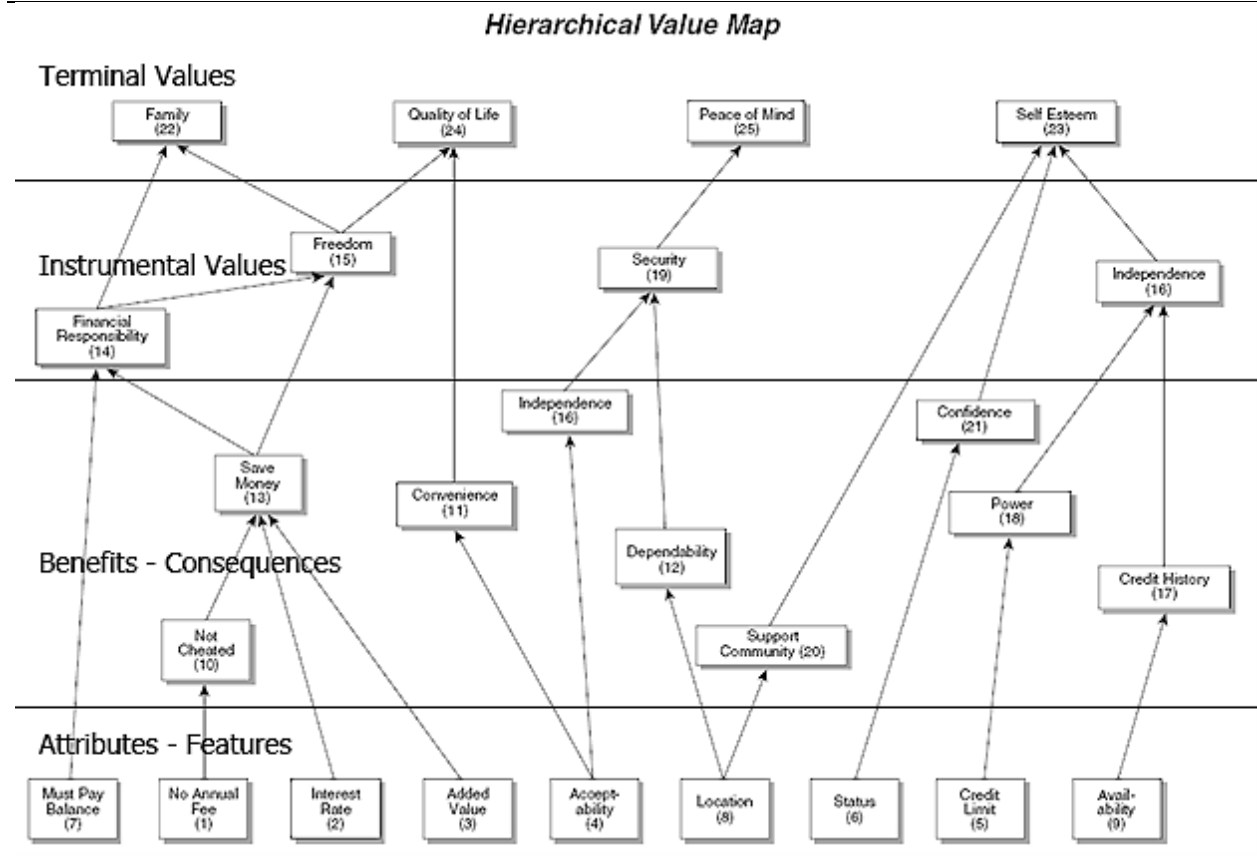 Hierarchical Value Map
Terminal Values
Family
(22)
Quality of Life
(24)
Peace of Mind
(25)
Self Esteem
(23)
Instrumental Values
Freedom
(15)
Security
(19)
Independence
(16)
Financial
Responsibility
(14)
Independence
(16)
Confidence
(21)
Save
Money
(13)
Convenience
(11)
Power
(18)
Dependability
(12)
Benefits - Consequences
Credit History
(17)
Not
Cheated
(10)
Support
Community (20)
Attributes - Features
Must Pay
Balance
(7)
No Annual
Fee
(1)
Interest
Rate
(2)
Added
Value
(3)
Accept-
ability
(4)
Location
(8)
Status
(6)
Credit
Limit
(5)
Avail-
ability
(9)